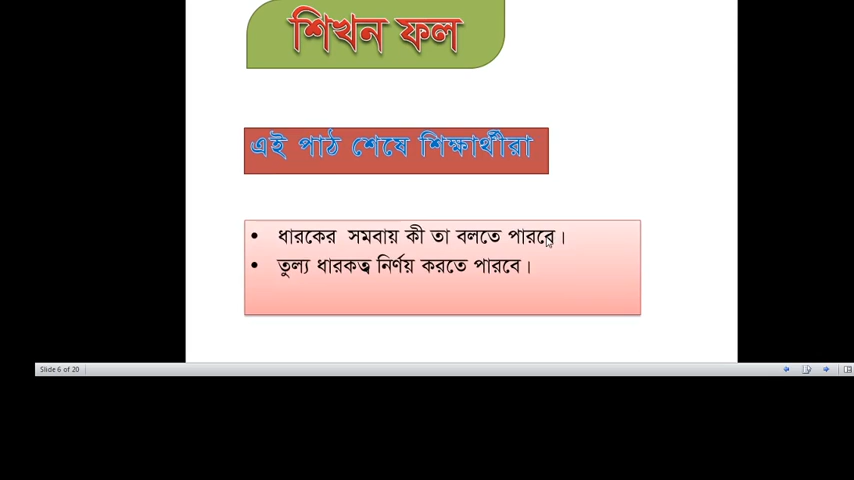 শিখন ফল
এই পাঠ শেষে শিক্ষার্থীরা
• ধারকের সমবায় কী তা বলতে পারবে।
• তুল্য ধারকত্ব নির্ণয় করতে পারবে।
Slide 6 of 20